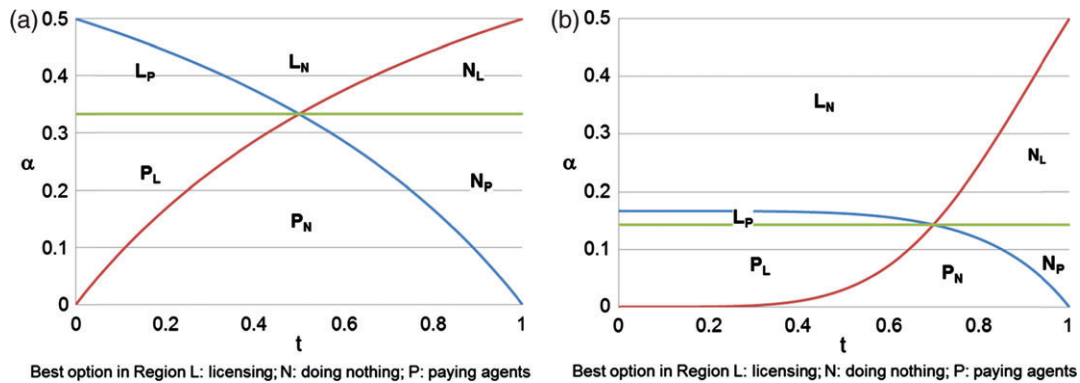 (a)
0.5
0.4
0.3
α
0.2
0.1
0
L_P
L_N
N_L
P_L
N_P
P_N
0 0.2 0.4 0.6 0.8 1
t
Best option in Region L: licensing; N: doing nothing; P: paying agents
(b)
0.5
0.4
0.3
α
0.2
0.1
0
L_N
N_L
L_P
P_L
P_N
N_P
0 0.2 0.4 0.6 0.8 1
t
Best option in Region L: licensing; N: doing nothing; P: paying agents